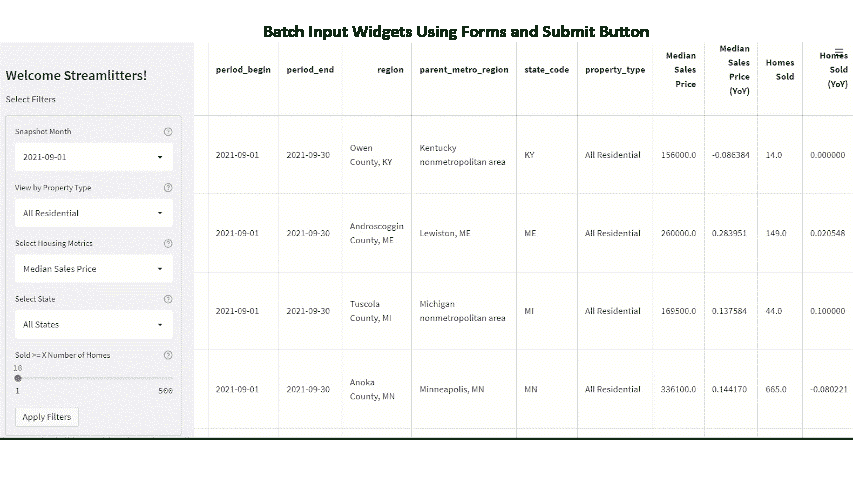 Batch Input Widgets Using Forms and Submit Button
Welcome Streamlitters!
Select Filters
Snapshot Month
2021-09-01
View by Property Type
All Residential
Select Housing Metrics
Median Sales Price
Select State
All States
Sold >= X Number of Homes
10
1 500
Apply Filters
period_begin period_end region parent_metro_region state_code property_type Median Sales Price Median Sales Price (YoY) Homes Sold Homes Sold (YoY)
2021-09-01 2021-09-30 Owen County, KY Kentucky nonmetropolitan area KY All Residential 156000.0 -0.086384 14.0 0.000000
2021-09-01 2021-09-30 Androscoggin County, ME Lewiston, ME ME All Residential 260000.0 0.283951 149.0 0.020548
2021-09-01 2021-09-30 Tuscola County, MI Michigan nonmetropolitan area MI All Residential 169500.0 0.137584 44.0 0.100000
2021-09-01 2021-09-30 Anoka County, MN Minneapolis, MN MN All Residential 336100.0 0.144170 665.0 -0.080221